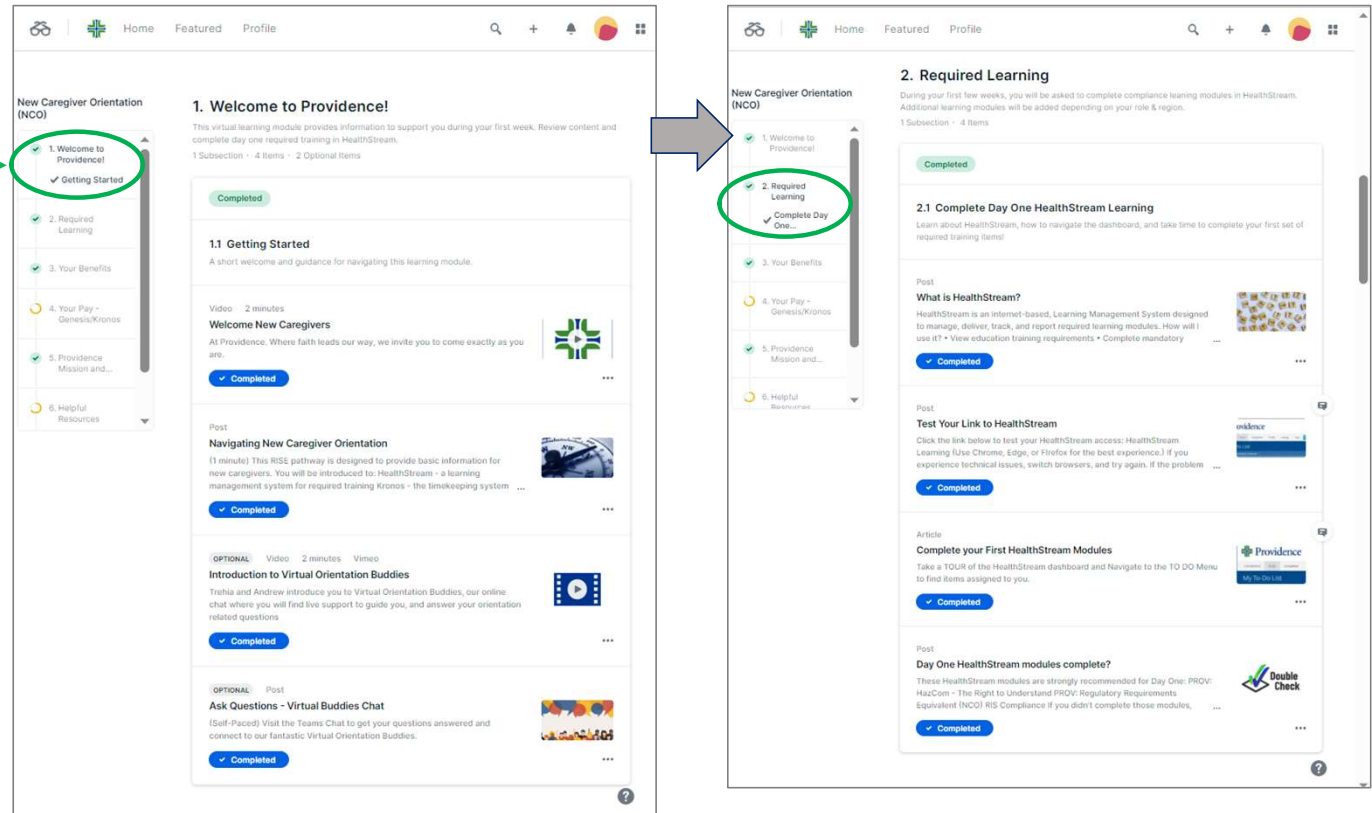 Home Featured Profile
New Caregiver Orientation
(NCO)
1. Welcome to
Providence!
Getting Started
2. Required
Learning
3. Your Benefits
4. Your Pay -
Genesis/Kronos
5. Providence
Mission and...
6. Helpful
Resources
1. Welcome to Providence!
This virtual learning module provides information to support you during your first week. Review content and
complete day one required training in HealthStream.
1 Subsection · 4 Items · 2 Optional Items
Completed
1.1 Getting Started
A short welcome and guidance for navigating this learning module.
Video 2 minutes
Welcome New Caregivers
At Providence. Where faith leads our way, we invite you to come exactly as you
are.
Completed
Post
Navigating New Caregiver Orientation
(1 minute) This RISE pathway is designed to provide basic information for
new caregivers. You will be introduced to: HealthStream - a learning
management system for required training Kronos - the timekeeping system ...
Completed
OPTIONAL Video 2 minutes Vimeo
Introduction to Virtual Orientation Buddies
Trehia and Andrew introduce you to Virtual Orientation Buddies, our online
chat where you will find live support to guide you, and answer your orientation
related questions
Completed
OPTIONAL Post
Ask Questions - Virtual Buddies Chat
(Self-Paced) Visit the Teams Chat to get your questions answered and
connect to our fantastic Virtual Orientation Buddies.
Completed
Home Featured Profile
New Caregiver Orientation
(NCO)
1. Welcome to
Providence!
2. Required
Learning
Complete Day
One...
3. Your Benefits
4. Your Pay -
Genesis/Kronos
5. Providence
Mission and...
6. Helpful
Resources
2. Required Learning
During your first few weeks, you will be asked to complete compliance leaning modules in HealthStream.
Additional learning modules will be added depending on your role & region.
1 Subsection · 4 Items
Completed
2.1 Complete Day One HealthStream Learning
Learn about HealthStream, how to navigate the dashboard, and take time to complete your first set of
required training items!
Post
What is HealthStream?
HealthStream is an internet-based, Learning Management System designed
to manage, deliver, track, and report required learning modules. How will I
use it? • View education training requirements • Complete mandatory ...
Completed
Post
Test Your Link to HealthStream
Click the link below to test your HealthStream access: HealthStream
Learning (Use Chrome, Edge, or Firefox for the best experience.) If you
experience technical issues, switch browsers, and try again. If the problem ...
ovidence
Completed
Article
Complete your First HealthStream Modules
Take a TOUR of the HealthStream dashboard and Navigate to the TO DO Menu
to find items assigned to you.
Providence
My To-Do List
Completed
Post
Day One HealthStream modules complete?
These HealthStream modules are strongly recommended for Day One: PROV:
HazCom - The Right to Understand PROV: Regulatory Requirements
Equivalent (NCO) RIS Compliance If you didn't complete those modules, ...
Double
Check
Completed